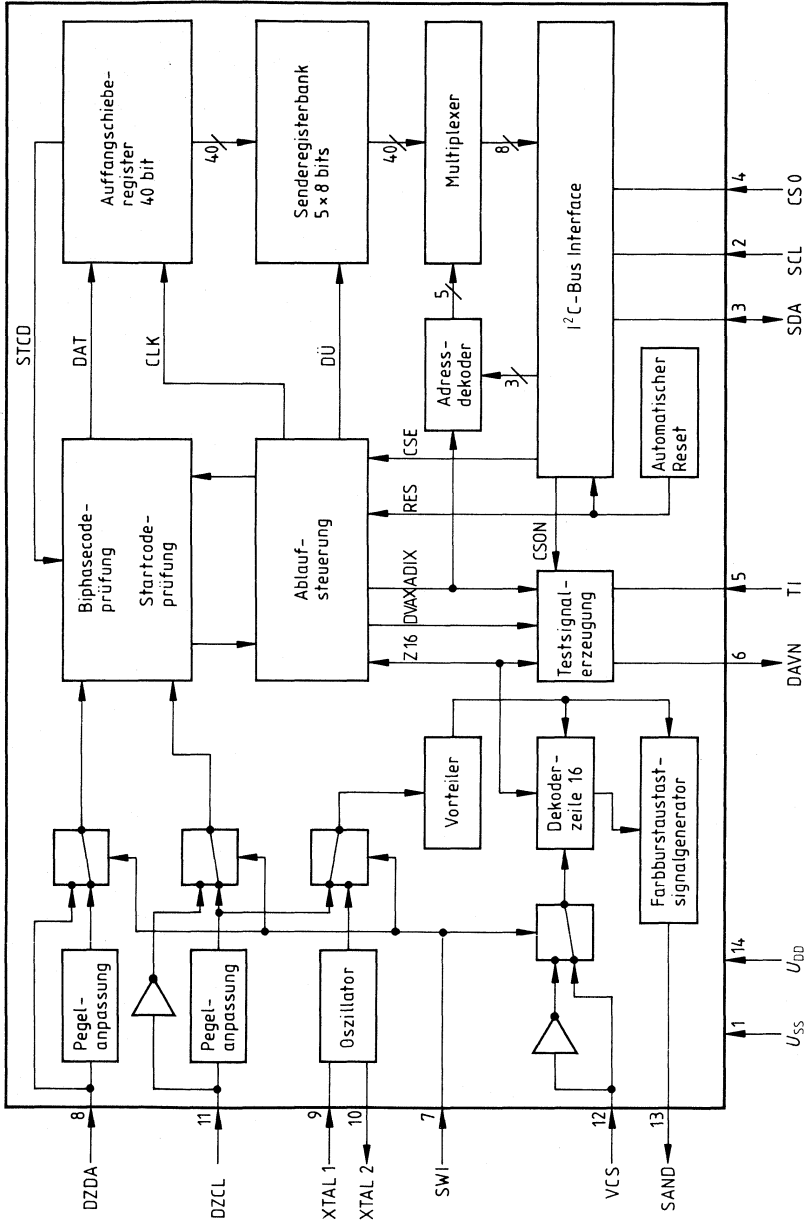 STCD
Auffangschiebe-
register
40 bit
DAT
CLK
40
Biphasecode-
prüfung
Startcode-
prüfung
Senderegisterbank
5 × 8 bits
DÜ
40
Ablauf-
steuerung
Multiplexer
5
8
Adress-
dekoder
3
CSE
RES
ADIX
DVAX
Z16
I²C-Bus Interface
CSON
Automatischer
Reset
Testsignal-
erzeugung
Pegel-
anpassung
Pegel-
anpassung
Oszillator
Vorteiler
Dekoder-
zeile 16
Farbburstaustast-
signalgenerator
DZDA
8
DZCL
11
XTAL 1
9
XTAL 2
10
SWI
7
VCS
12
SAND
13
1
U_SS
14
U_DD
6
DAVN
5
TI
3
SDA
2
SCL
4
CSO